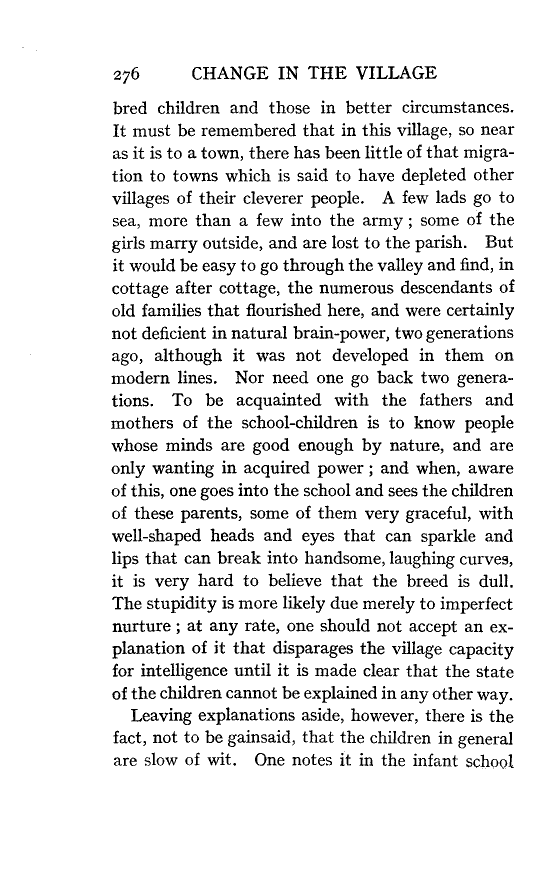 276 CHANGE IN THE VILLAGE
bred children and those in better circumstances.
It must be remembered that in this village, so near
as it is to a town, there has been little of that migra-
tion to towns which is said to have depleted other
villages of their cleverer people. A few lads go to
sea, more than a few into the army ; some of the
girls marry outside, and are lost to the parish. But
it would be easy to go through the valley and find, in
cottage after cottage, the numerous descendants of
old families that flourished here, and were certainly
not deficient in natural brain-power, two generations
ago, although it was not developed in them on
modern lines. Nor need one go back two genera-
tions. To be acquainted with the fathers and
mothers of the school-children is to know people
whose minds are good enough by nature, and are
only wanting in acquired power ; and when, aware
of this, one goes into the school and sees the children
of these parents, some of them very graceful, with
well-shaped heads and eyes that can sparkle and
lips that can break into handsome, laughing curves,
it is very hard to believe that the breed is dull.
The stupidity is more likely due merely to imperfect
nurture ; at any rate, one should not accept an ex-
planation of it that disparages the village capacity
for intelligence until it is made clear that the state
of the children cannot be explained in any other way.
Leaving explanations aside, however, there is the
fact, not to be gainsaid, that the children in general
are slow of wit. One notes it in the infant school